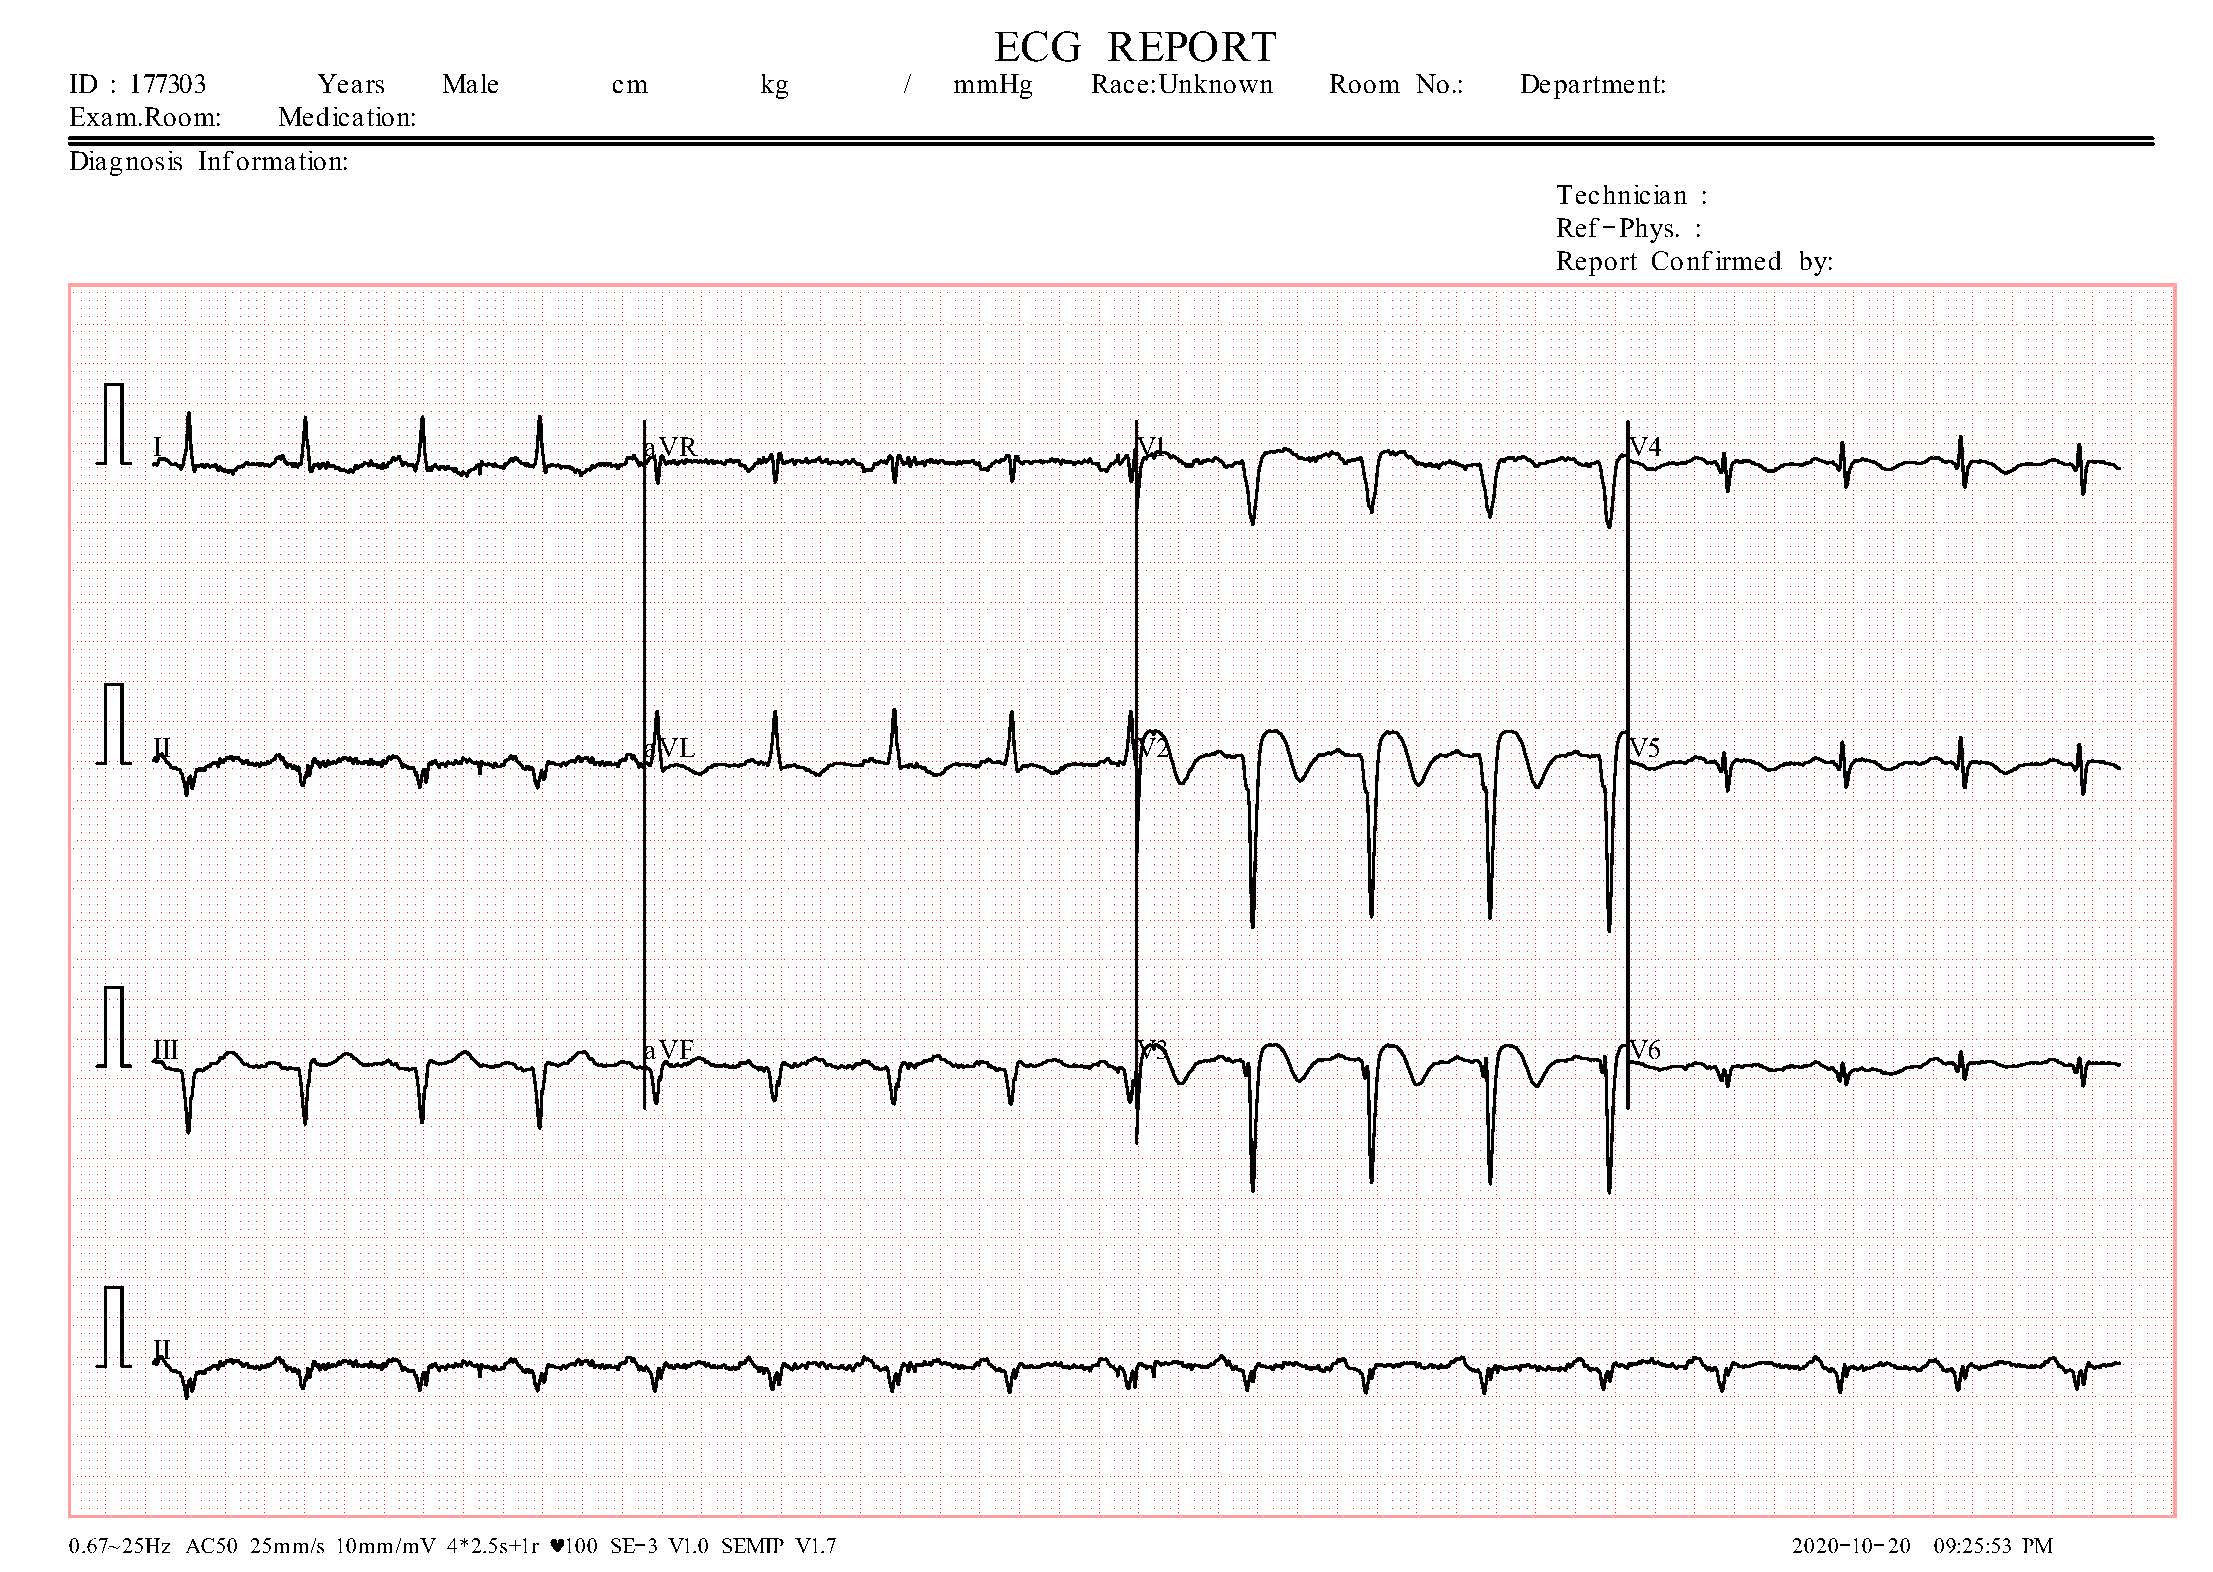 ECG REPORT
ID : 177303 Years Male cm kg / mmHg Race:Unknown Room No.: Department:
Exam.Room: Medication:
Diagnosis Information:
Technician :
Ref-Phys. :
Report Confirmed by:
I aVR V1 V4
II aVL V2 V5
III aVF V3 V6
II
0.67~25Hz AC50 25mm/s 10mm/mV 4*2.5s+1r ♥100 SE-3 V1.0 SEMIP V1.7 2020-10-20 09:25:53 PM